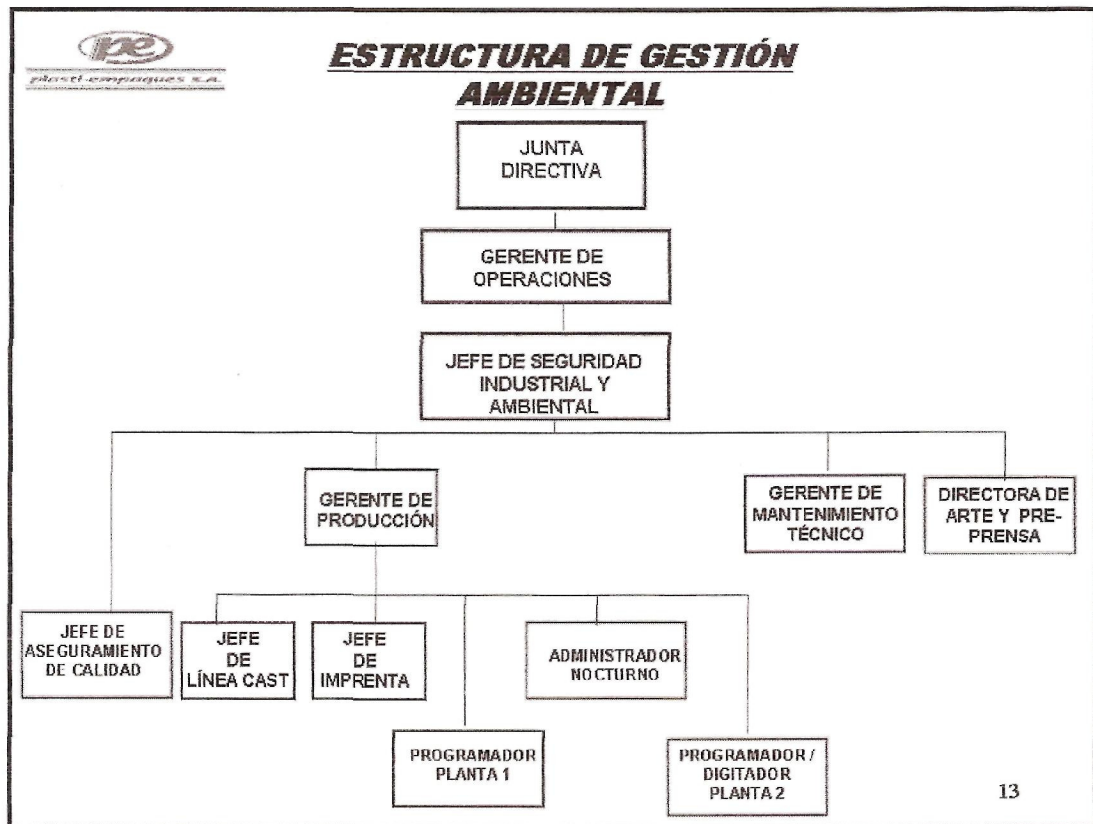 pe
plasti-empaques s.a.
ESTRUCTURA DE GESTIÓN
AMBIENTAL
JUNTA
DIRECTIVA
GERENTE DE
OPERACIONES
JEFE DE SEGURIDAD
INDUSTRIAL Y
AMBIENTAL
GERENTE DE
PRODUCCIÓN
GERENTE DE
MANTENIMIENTO
TÉCNICO
DIRECTORA DE
ARTE Y PRE-
PRENSA
JEFE DE
ASEGURAMIENTO
DE CALIDAD
JEFE
DE
LÍNEA CAST
JEFE
DE
IMPRENTA
ADMINISTRADOR
NOCTURNO
PROGRAMADOR
PLANTA 1
PROGRAMADOR /
DIGITADOR
PLANTA 2
13